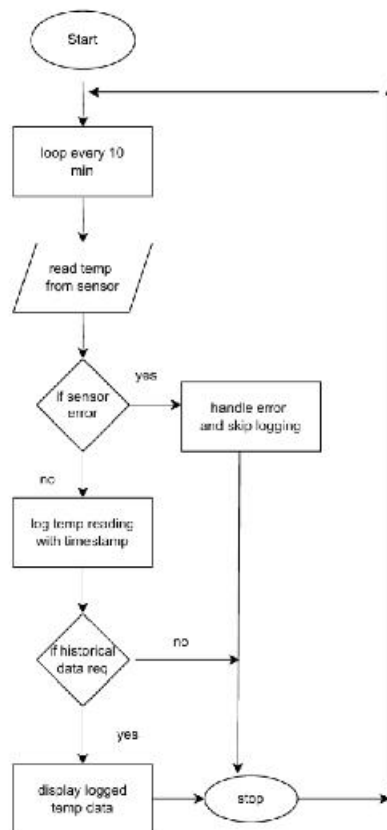 Start
loop every 10
min
read temp
from sensor
if sensor
error
yes
handle error
and skip logging
no
log temp reading
with timestamp
if historical
data req
no
yes
display logged
temp data
stop